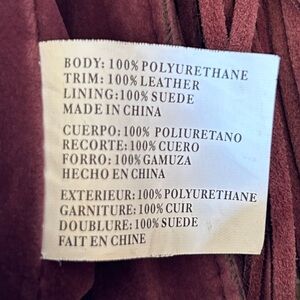 BODY: 100% POLYURETHANE
TRIM: 100% LEATHER
LINING: 100% SUEDE
MADE IN CHINA
CUERPO: 100% POLIURETANO
RECORTE: 100% CUERO
FORRO: 100% GAMUZA
HECHO EN CHINA
EXTERIEUR: 100% POLYURETHANE
GARNITURE: 100% CUIR
DOUBLURE: 100% SUEDE
FAIT EN CHINE